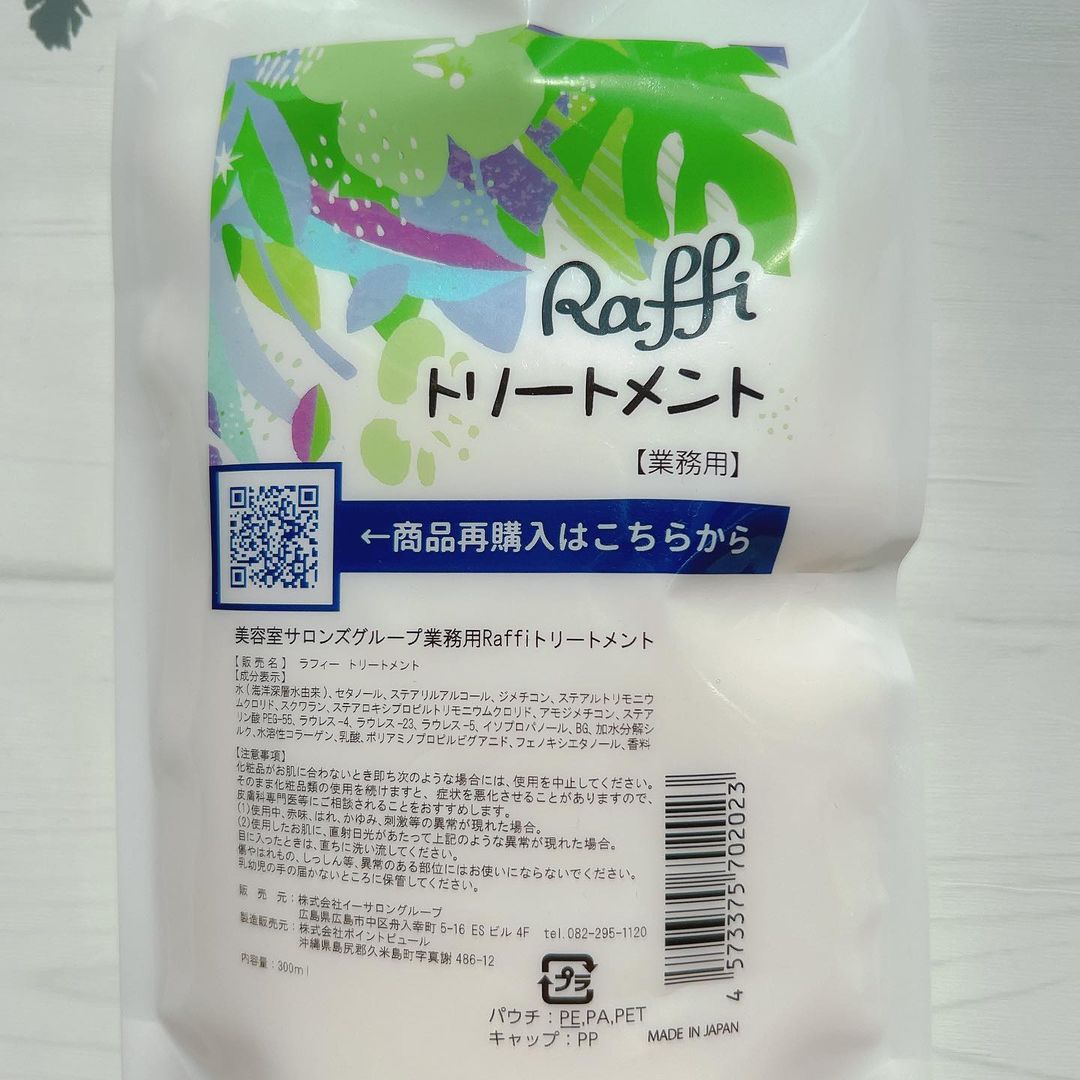 Raffi
トリートメント
【業務用】
←商品再購入はこちらから
美容室サロンズグループ業務用Raffiトリートメント
【販売名】 ラフィー トリートメント
【成分表示】
水(海洋深層水由来)、セタノール、ステアリルアルコール、ジメチコン、ステアルトリモニウ
ムクロリド、スクワラン、ステアロキシプロピルトリモニウムクロリド、アモジメチコン、ステア
リン酸PEG-55、ラウレス-4、ラウレス-23、ラウレス-5、イソプロパノール、BG、加水分解シ
ルク、水溶性コラーゲン、乳酸、ポリアミノプロピルビグアニド、フェノキシエタノール、香料
【注意事項】
化粧品がお肌に合わないとき即ち次のような場合には、使用を中止してください。
そのまま化粧品類の使用を続けますと、症状を悪化させることがありますので、
皮膚科専門医等にご相談されることをおすすめします。
(1)使用中、赤味、はれ、かゆみ、刺激等の異常が現れた場合。
(2)使用したお肌に、直射日光があたって上記のような異常が現れた場合。
目に入ったときは、直ちに洗い流してください。
傷やはれもの、しっしん等、異常のある部位にはお使いにならないでください。
乳幼児の手の届かないところに保管してください。
販売元:株式会社イーサロングループ
広島県広島市中区舟入幸町 5-16 ES ビル 4F tel.082-295-1120
製造販売元:株式会社ポイントピュール
沖縄県島尻郡久米島町字真謝 486-12
内容量:300ml
4 573375 702023
プラ
パウチ:PE,PA,PET
キャップ:PP
MADE IN JAPAN